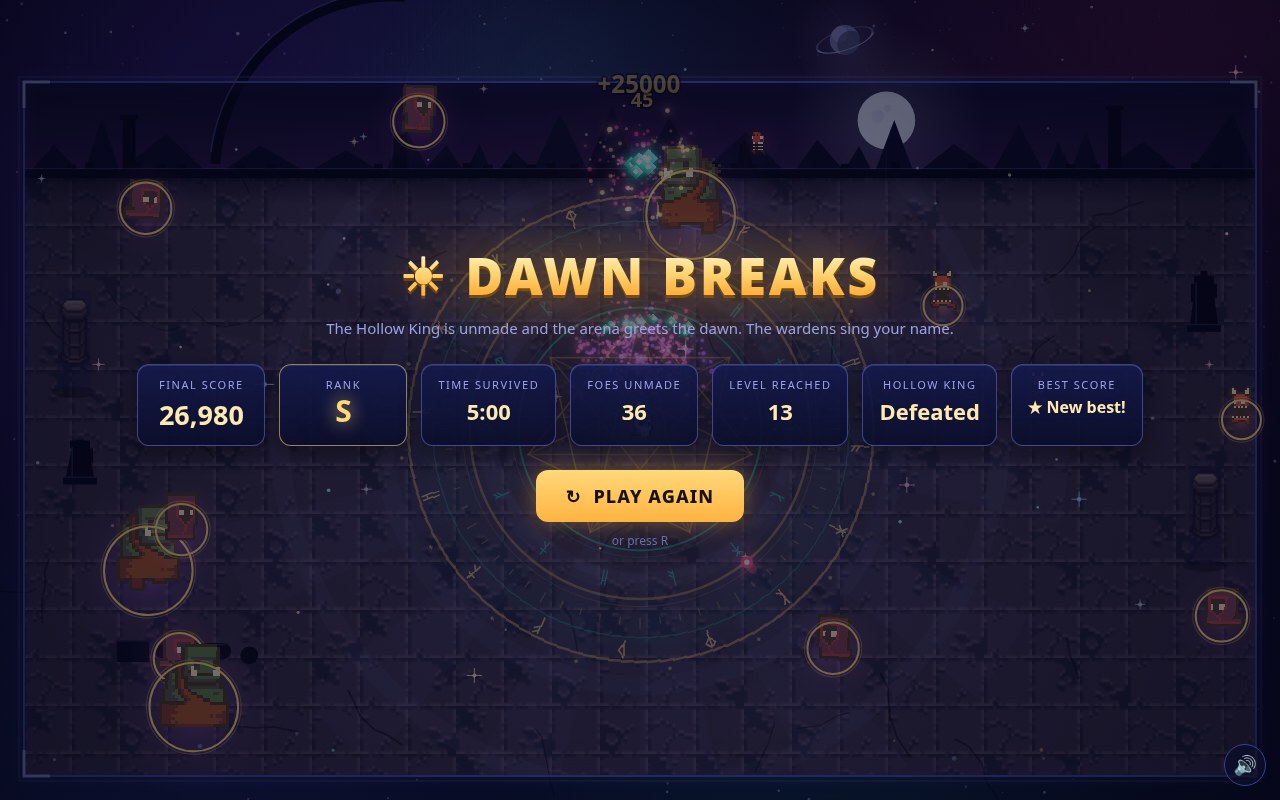 +25000
45
☀ DAWN BREAKS
The Hollow King is unmade and the arena greets the dawn. The wardens sing your name.
FINAL SCORE
26,980
RANK
S
TIME SURVIVED
5:00
FOES UNMADE
36
LEVEL REACHED
13
HOLLOW KING
Defeated
BEST SCORE
★ New best!
↻ PLAY AGAIN
or press R